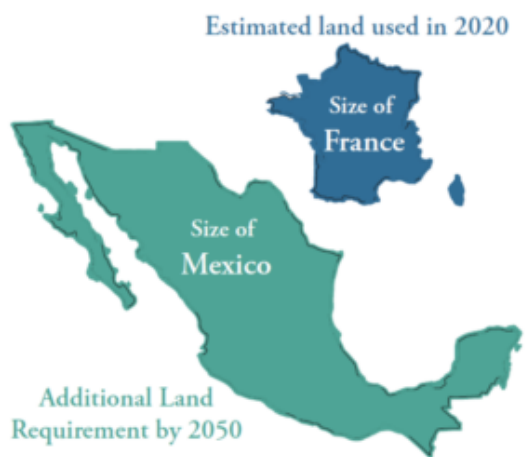 Estimated land used in 2020
Size of
France
Size of
Mexico
Additional Land
Requirement by 2050